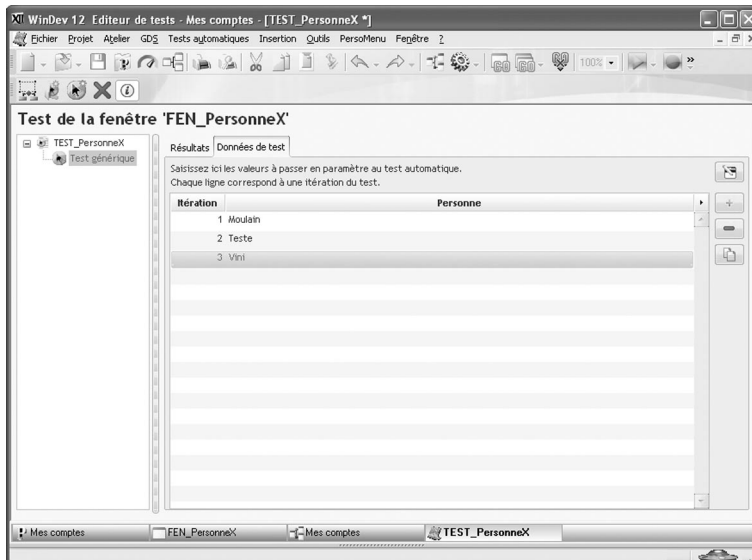 WinDev 12 Editeur de tests - Mes comptes - [TEST_PersonneX *]
Fichier Projet Atelier GDS Tests automatiques Insertion Outils PersoMenu Fenêtre ?
100%
Test de la fenêtre 'FEN_PersonneX'
TEST_PersonneX
Test générique
Résultats Données de test
Saisissez ici les valeurs à passer en paramètre au test automatique.
Chaque ligne correspond à une itération du test.
Itération Personne
1 Moulain
2 Teste
3 Vini
Mes comptes FEN_PersonneX Mes comptes TEST_PersonneX